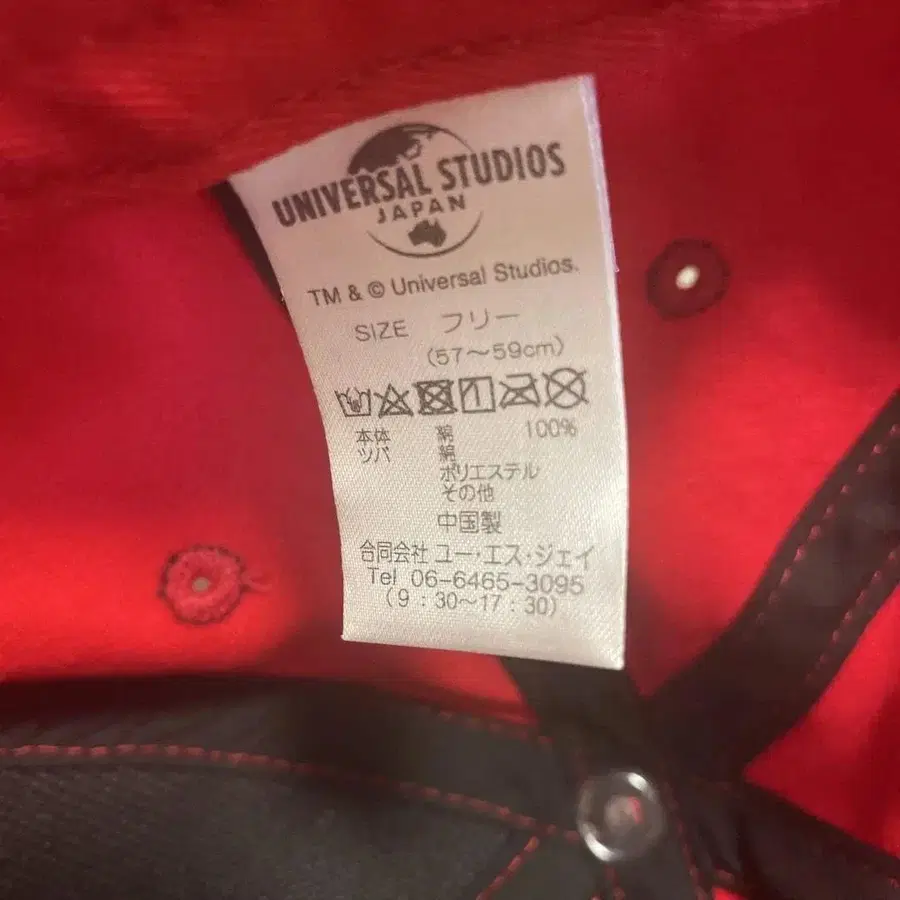 UNIVERSAL STUDIOS
JAPAN
TM & © Universal Studios.
SIZE フリー
(57～59cm)
本体 綿 100%
ツバ 綿
ポリエステル
その他
中国製
合同会社 ユー・エス・ジェイ
Tel 06-6465-3095
(9:30～17:30)